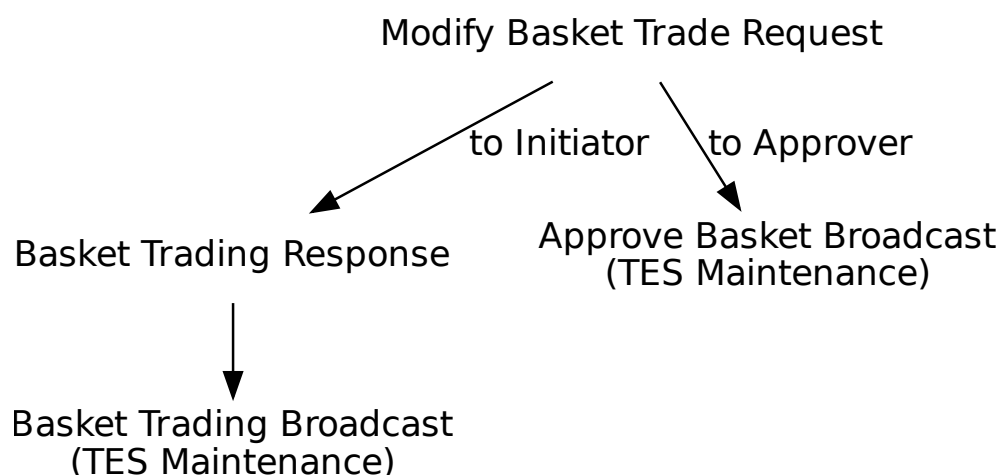 Modify Basket Trade Request
to Initiator
to Approver
Approve Basket Broadcast
(TES Maintenance)
Basket Trading Response
Basket Trading Broadcast
(TES Maintenance)